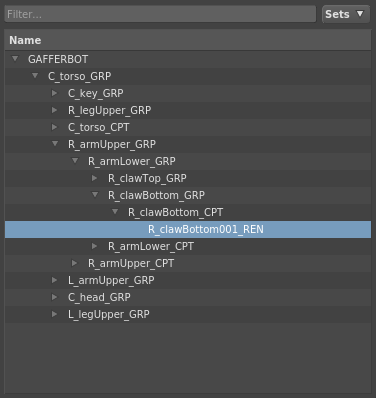 Filter...
Sets
Name
GAFFERBOT
C_torso_GRP
C_key_GRP
R_legUpper_GRP
C_torso_CPT
R_armUpper_GRP
R_armLower_GRP
R_clawTop_GRP
R_clawBottom_GRP
R_clawBottom_CPT
R_clawBottom001_REN
R_armLower_CPT
R_armUpper_CPT
L_armUpper_GRP
C_head_GRP
L_legUpper_GRP